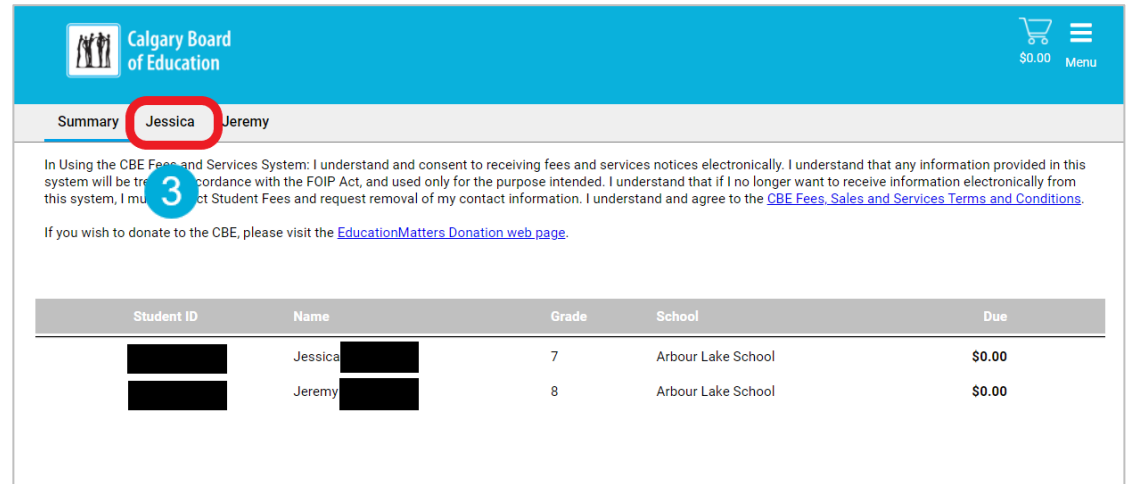 Calgary Board
of Education
$0.00 Menu
Summary Jessica Jeremy
In Using the CBE Fees and Services System: I understand and consent to receiving fees and services notices electronically. I understand that any information provided in this
system will be cordance with the FOIP Act, and used only for the purpose intended. I understand that if I no longer want to receive information electronically from
this system, I ct Student Fees and request removal of my contact information. I understand and agree to the CBE Fees, Sales and Services Terms and Conditions.
3
If you wish to donate to the CBE, please visit the EducationMatters Donation web page.
Student ID Name Grade School Due
Jessica 7 Arbour Lake School $0.00
Jeremy 8 Arbour Lake School $0.00